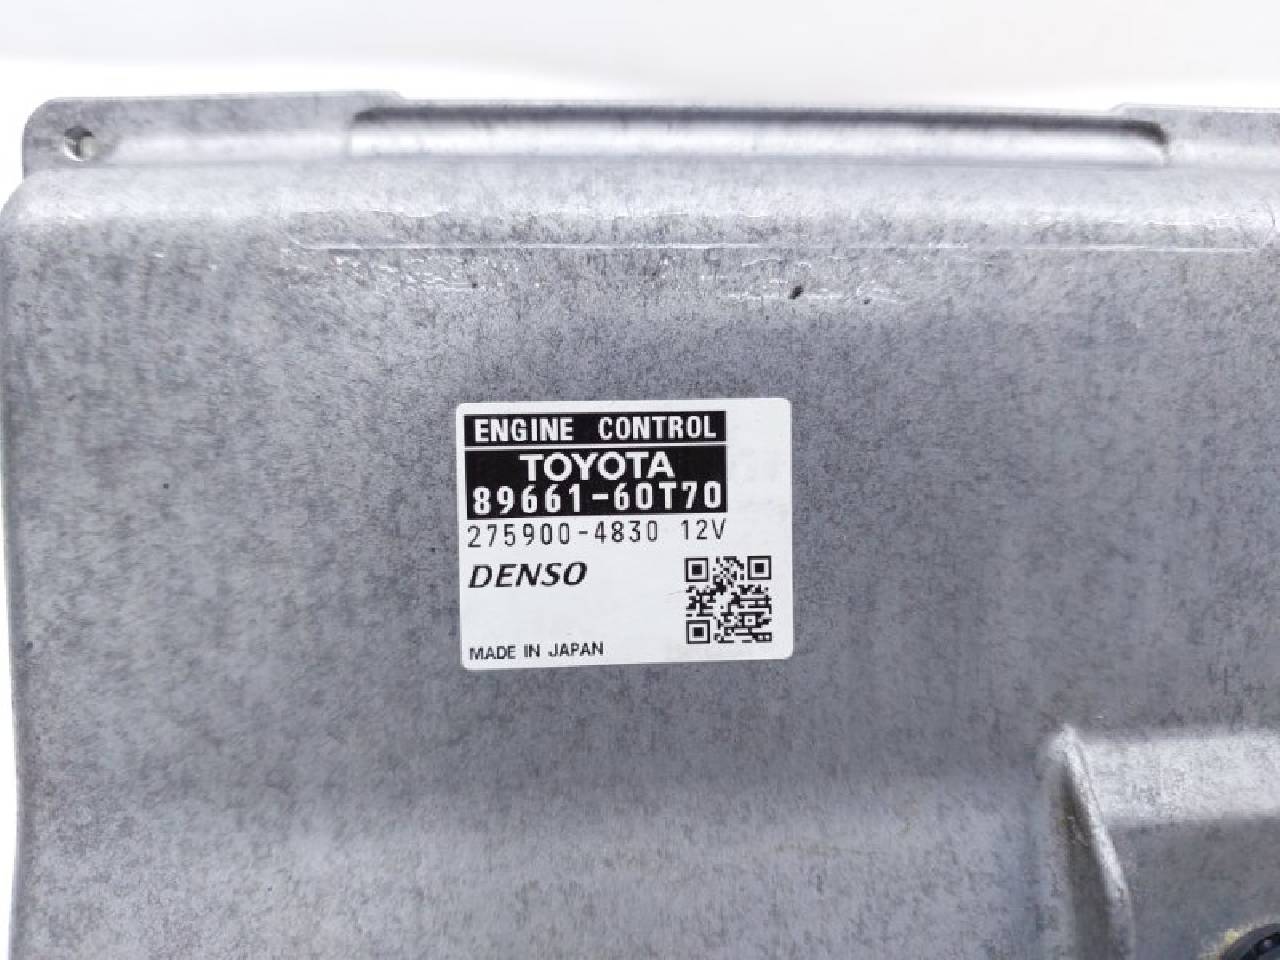 ENGINE CONTROL
TOYOTA
89661-60T70
275900-4830 12V
DENSO
MADE IN JAPAN